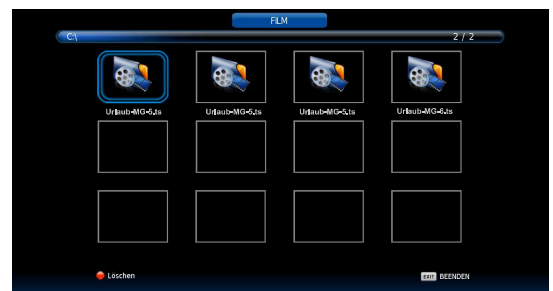 FILM
C:\ 2 / 2
Urlaub-MG-5.ts Urlaub-MG-5.ts Urlaub-MG-5.ts Urlaub-MG-6.ts
Löschen EXIT BEENDEN